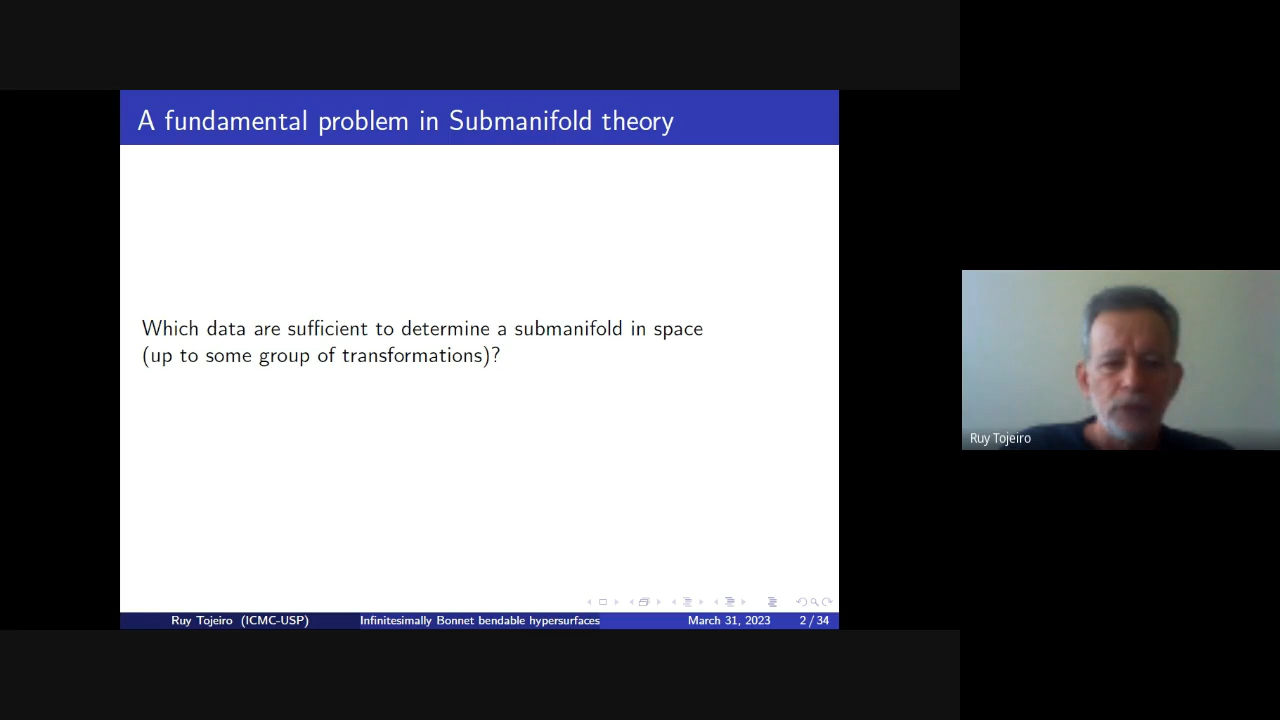 A fundamental problem in Submanifold theory
Which data are sufficient to determine a submanifold in space
(up to some group of transformations)?
Ruy Tojeiro (ICMC-USP) Infinitesimally Bonnet bendable hypersurfaces March 31, 2023 2 / 34
Ruy Tojeiro